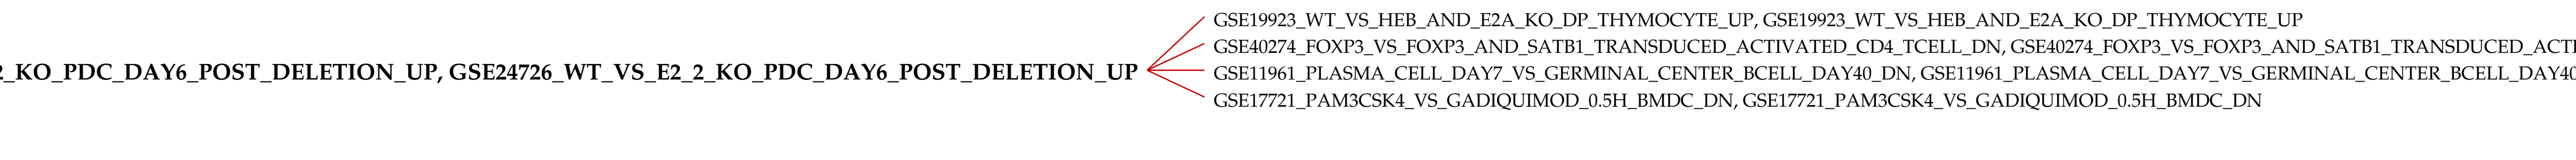 GSE19923_WT_VS_HEB_AND_E2A_KO_DP_THYMOCYTE_UP, GSE19923_WT_VS_HEB_AND_E2A_KO_DP_THYMOCYTE_UP
GSE40274_FOXP3_VS_FOXP3_AND_SATB1_TRANSDUCED_ACTIVATED_CD4_TCELL_DN, GSE40274_FOXP3_VS_FOXP3_AND_SATB1_TRANSDUCED_ACTI
2_KO_PDC_DAY6_POST_DELETION_UP, GSE24726_WT_VS_E2_2_KO_PDC_DAY6_POST_DELETION_UP
GSE11961_PLASMA_CELL_DAY7_VS_GERMINAL_CENTER_BCELL_DAY40_DN, GSE11961_PLASMA_CELL_DAY7_VS_GERMINAL_CENTER_BCELL_DAY40
GSE17721_PAM3CSK4_VS_GADIQUIMOD_0.5H_BMDC_DN, GSE17721_PAM3CSK4_VS_GADIQUIMOD_0.5H_BMDC_DN